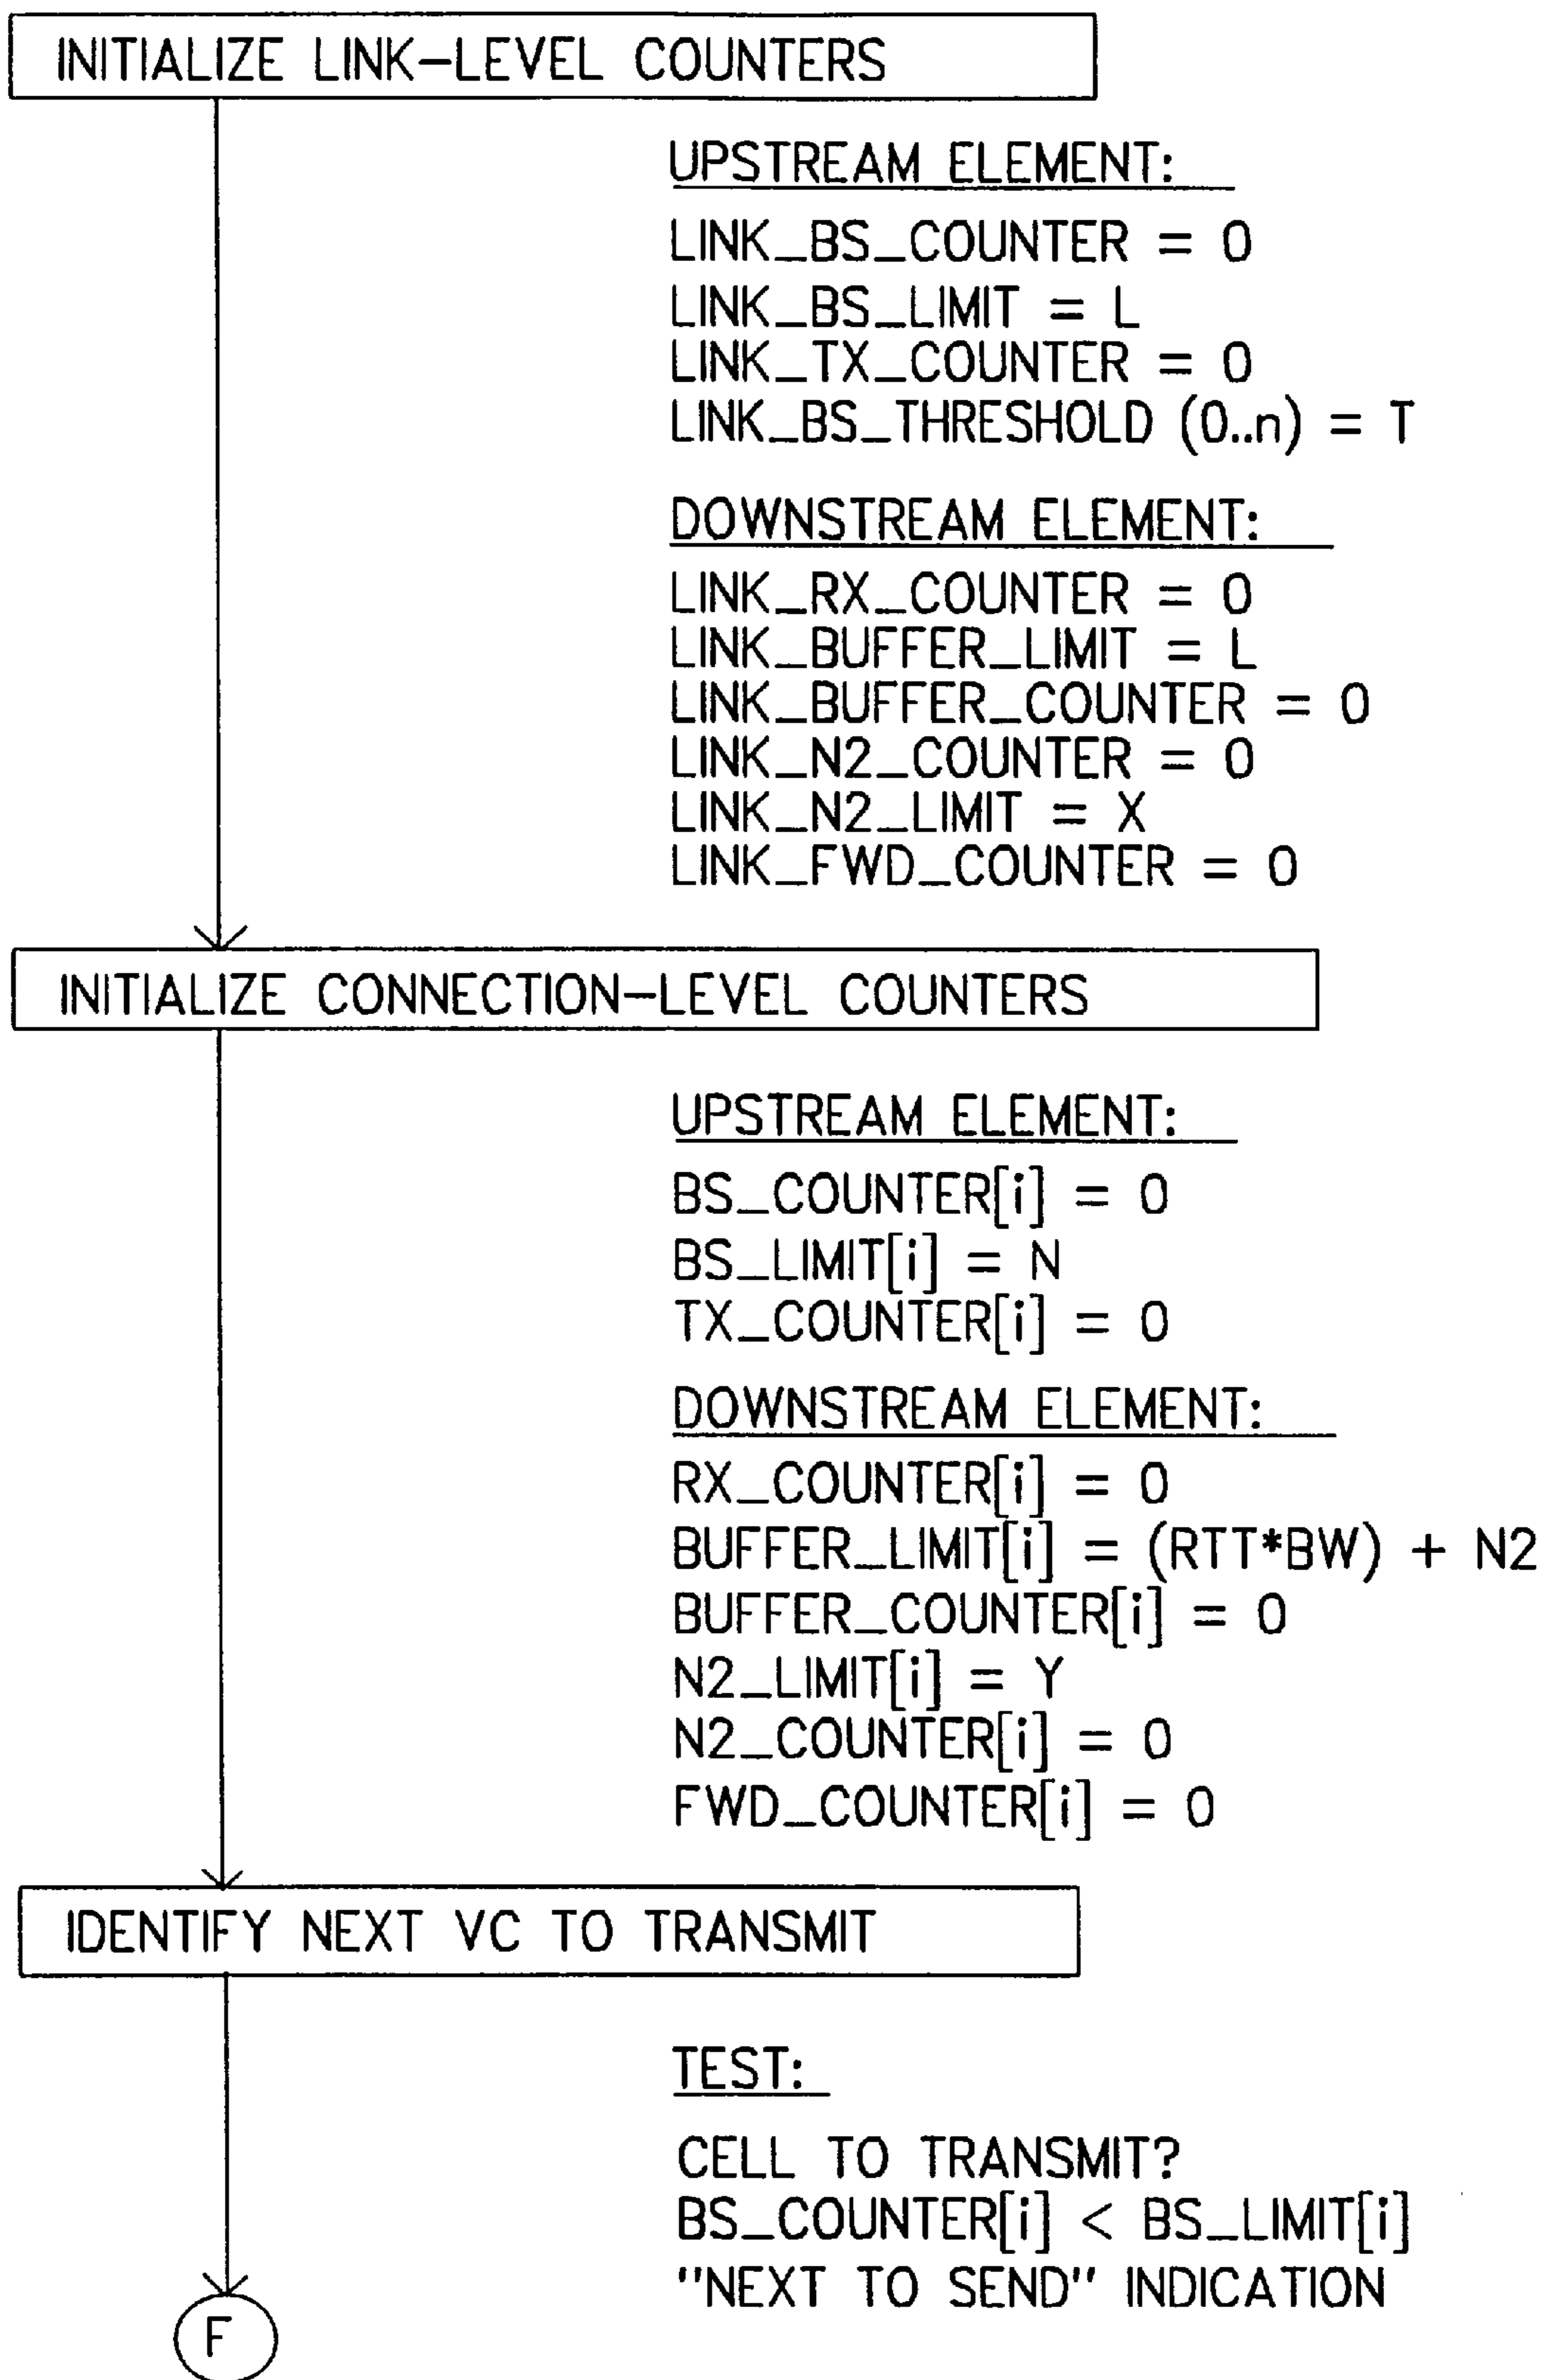 INITIALIZE LINK-LEVEL COUNTERS
UPSTREAM ELEMENT:
LINK_BS_COUNTER = 0
LINK_BS_LIMIT = L
LINK_TX_COUNTER = 0
LINK_BS_THRESHOLD (0..n) = T
DOWNSTREAM ELEMENT:
LINK_RX_COUNTER = 0
LINK_BUFFER_LIMIT = L
LINK_BUFFER_COUNTER = 0
LINK_N2_COUNTER = 0
LINK_N2_LIMIT = X
LINK_FWD_COUNTER = 0
INITIALIZE CONNECTION-LEVEL COUNTERS
UPSTREAM ELEMENT:
BS_COUNTER[i] = 0
BS_LIMIT[i] = N
TX_COUNTER[i] = 0
DOWNSTREAM ELEMENT:
RX_COUNTER[i] = 0
BUFFER_LIMIT[i] = (RTT*BW) + N2
BUFFER_COUNTER[i] = 0
N2_LIMIT[i] = Y
N2_COUNTER[i] = 0
FWD_COUNTER[i] = 0
IDENTIFY NEXT VC TO TRANSMIT
TEST:
CELL TO TRANSMIT?
BS_COUNTER[i] < BS_LIMIT[i]
"NEXT TO SEND" INDICATION
F